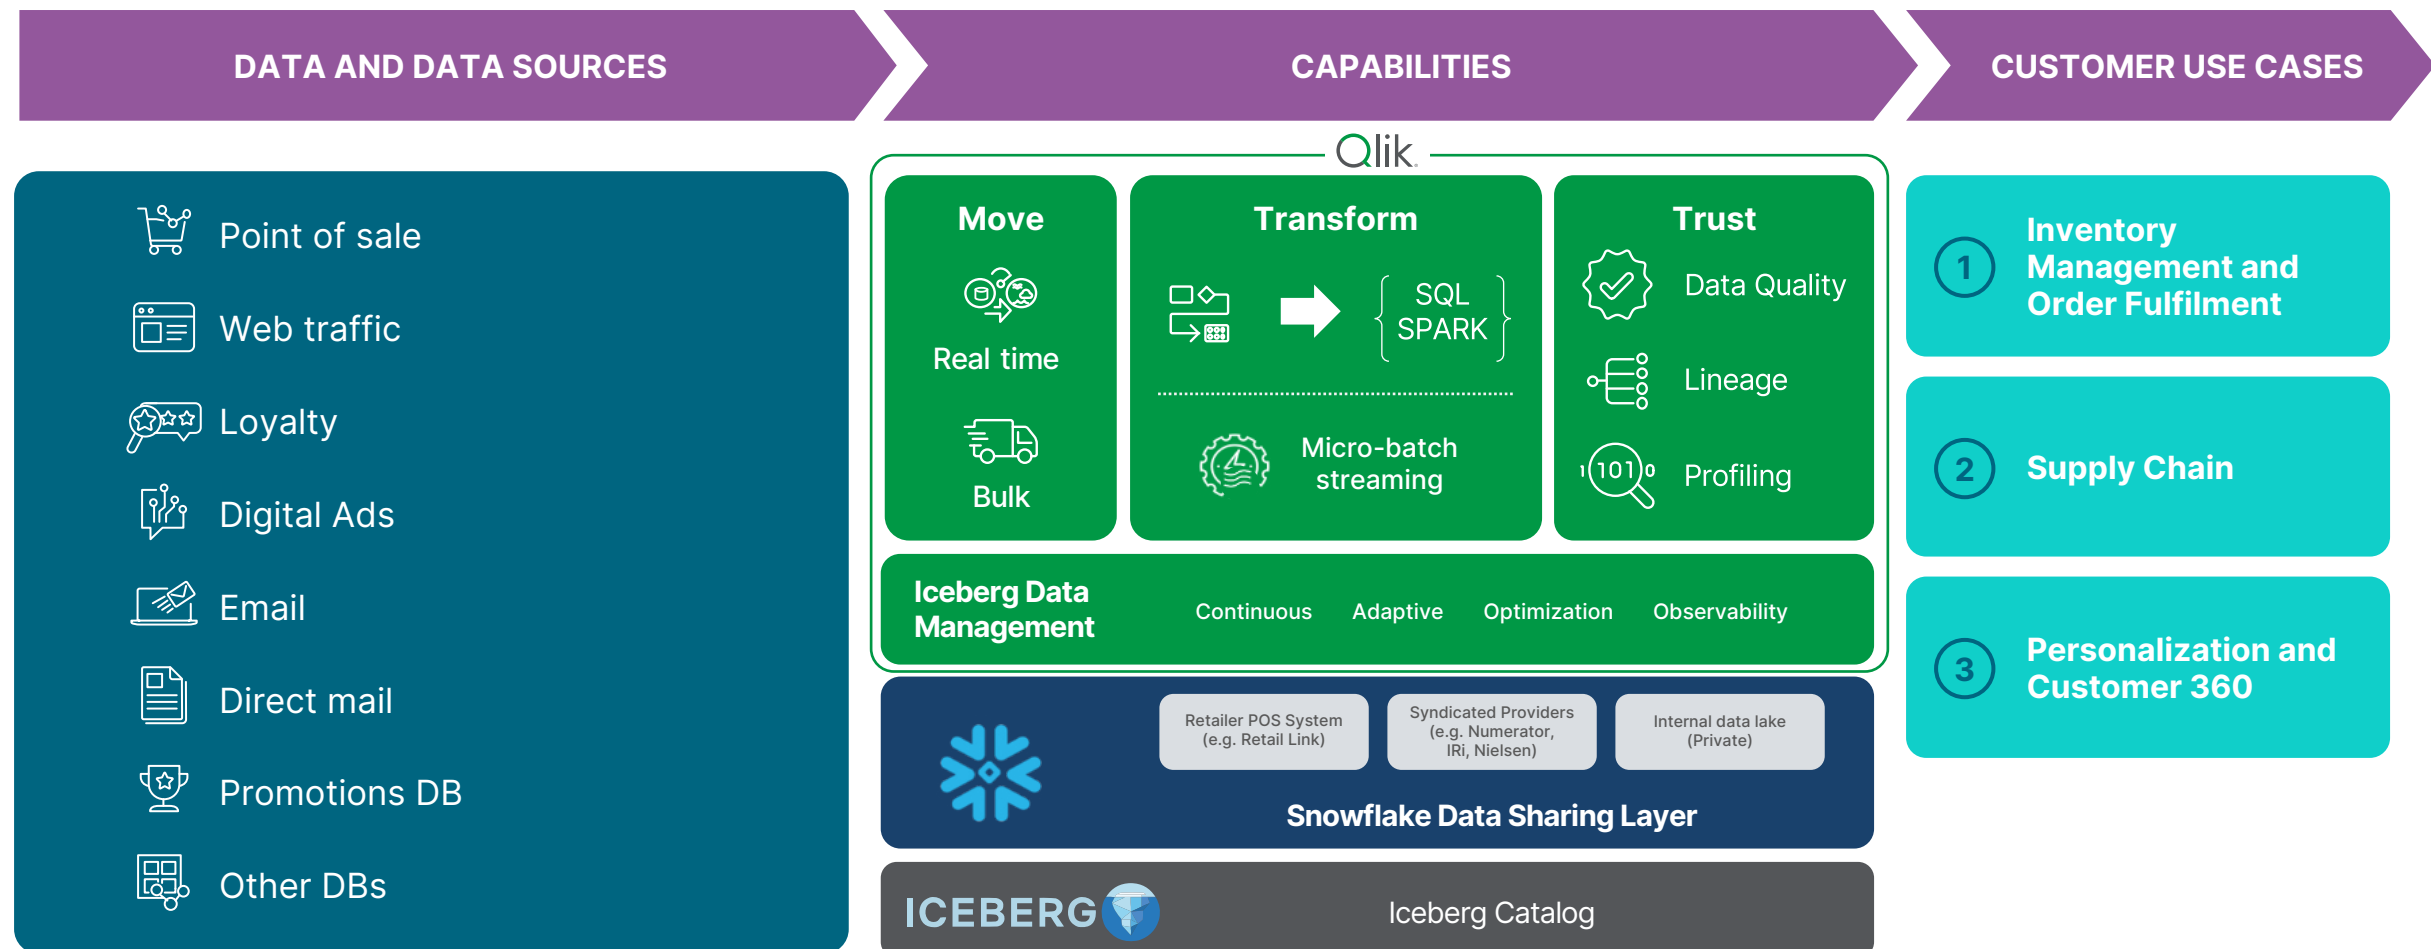 DATA AND DATA SOURCES
CAPABILITIES
CUSTOMER USE CASES
Point of sale
Web traffic
Loyalty
Digital Ads
Email
Direct mail
Promotions DB
Other DBs
Qlik
Move
Real time
Bulk
Transform
SQL
SPARK
Micro-batch
streaming
Trust
Data Quality
Lineage
1 101 0
Profiling
Iceberg Data
Management
Continuous
Adaptive
Optimization
Observability
Retailer POS System
(e.g. Retail Link)
Syndicated Providers
(e.g. Numerator,
IRi, Nielsen)
Internal data lake
(Private)
Snowflake Data Sharing Layer
ICEBERG
Iceberg Catalog
1
Inventory
Management and
Order Fulfilment
2
Supply Chain
3
Personalization and
Customer 360